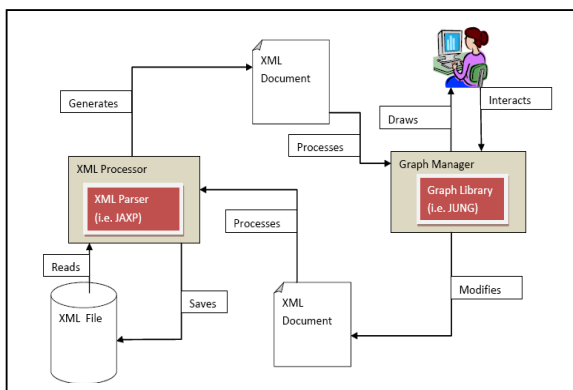 XML
Document
Generates
Interacts
Draws
Processes
XML Processor
XML Parser
(i.e. JAXP)
Graph Manager
Graph Library
(i.e. JUNG)
Processes
Reads
Saves
Modifies
XML File
XML
Document